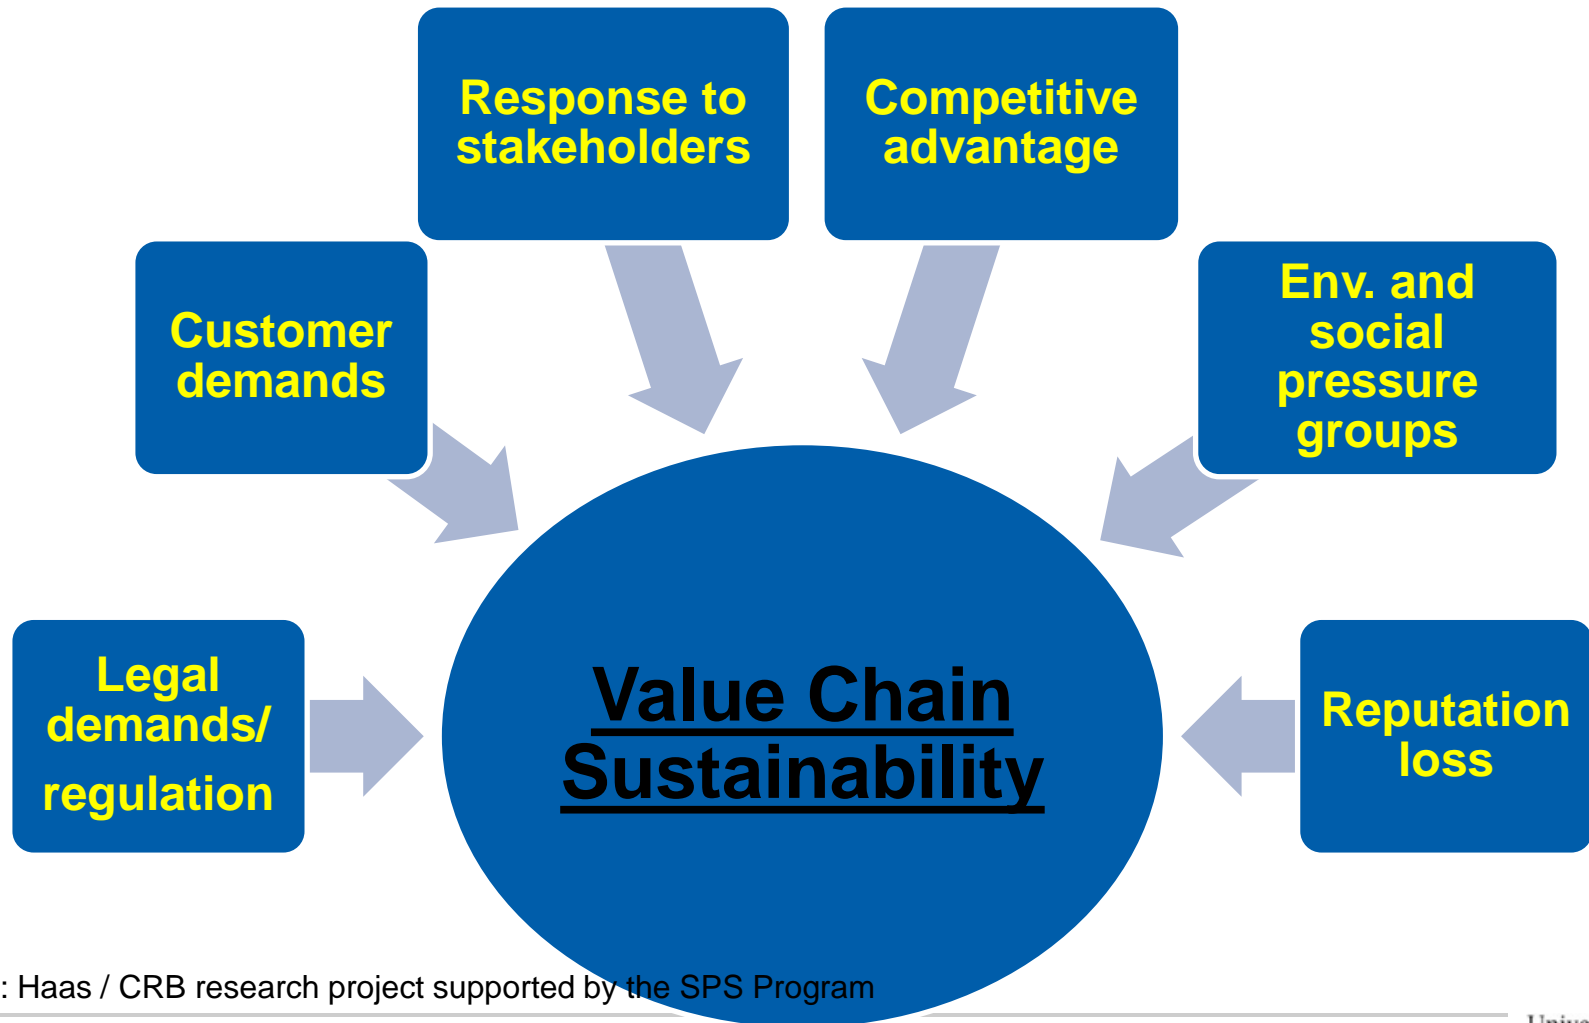 Response to
stakeholders
Competitive
advantage
Customer
demands
Env. and
social
pressure
groups
Legal
demands/
regulation
Value Chain
Sustainability
Reputation
loss
: Haas / CRB research project supported by the SPS Program